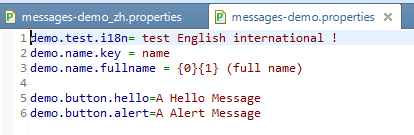 messages-demo_zh.properties
messages-demo.properties
1 demo.test.i18n= test English international !
2 demo.name.key = name
3 demo.name.fullname = {0}{1} (full name)
4
5 demo.button.hello=A Hello Message
6 demo.button.alert=A Alert Message